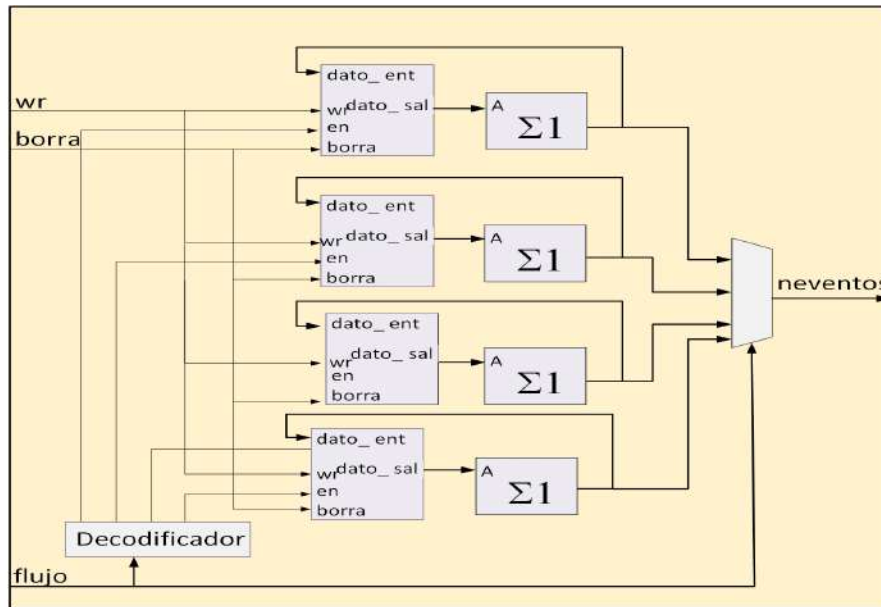 wr
borra
dato_ ent
wr dato_ sal
en
borra
A
Σ1
dato_ ent
wr dato_ sal
en
borra
A
Σ1
neventos
dato_ ent
wr dato_ sal
en
borra
A
Σ1
dato_ ent
wr dato_ sal
en
borra
A
Σ1
Decodificador
flujo